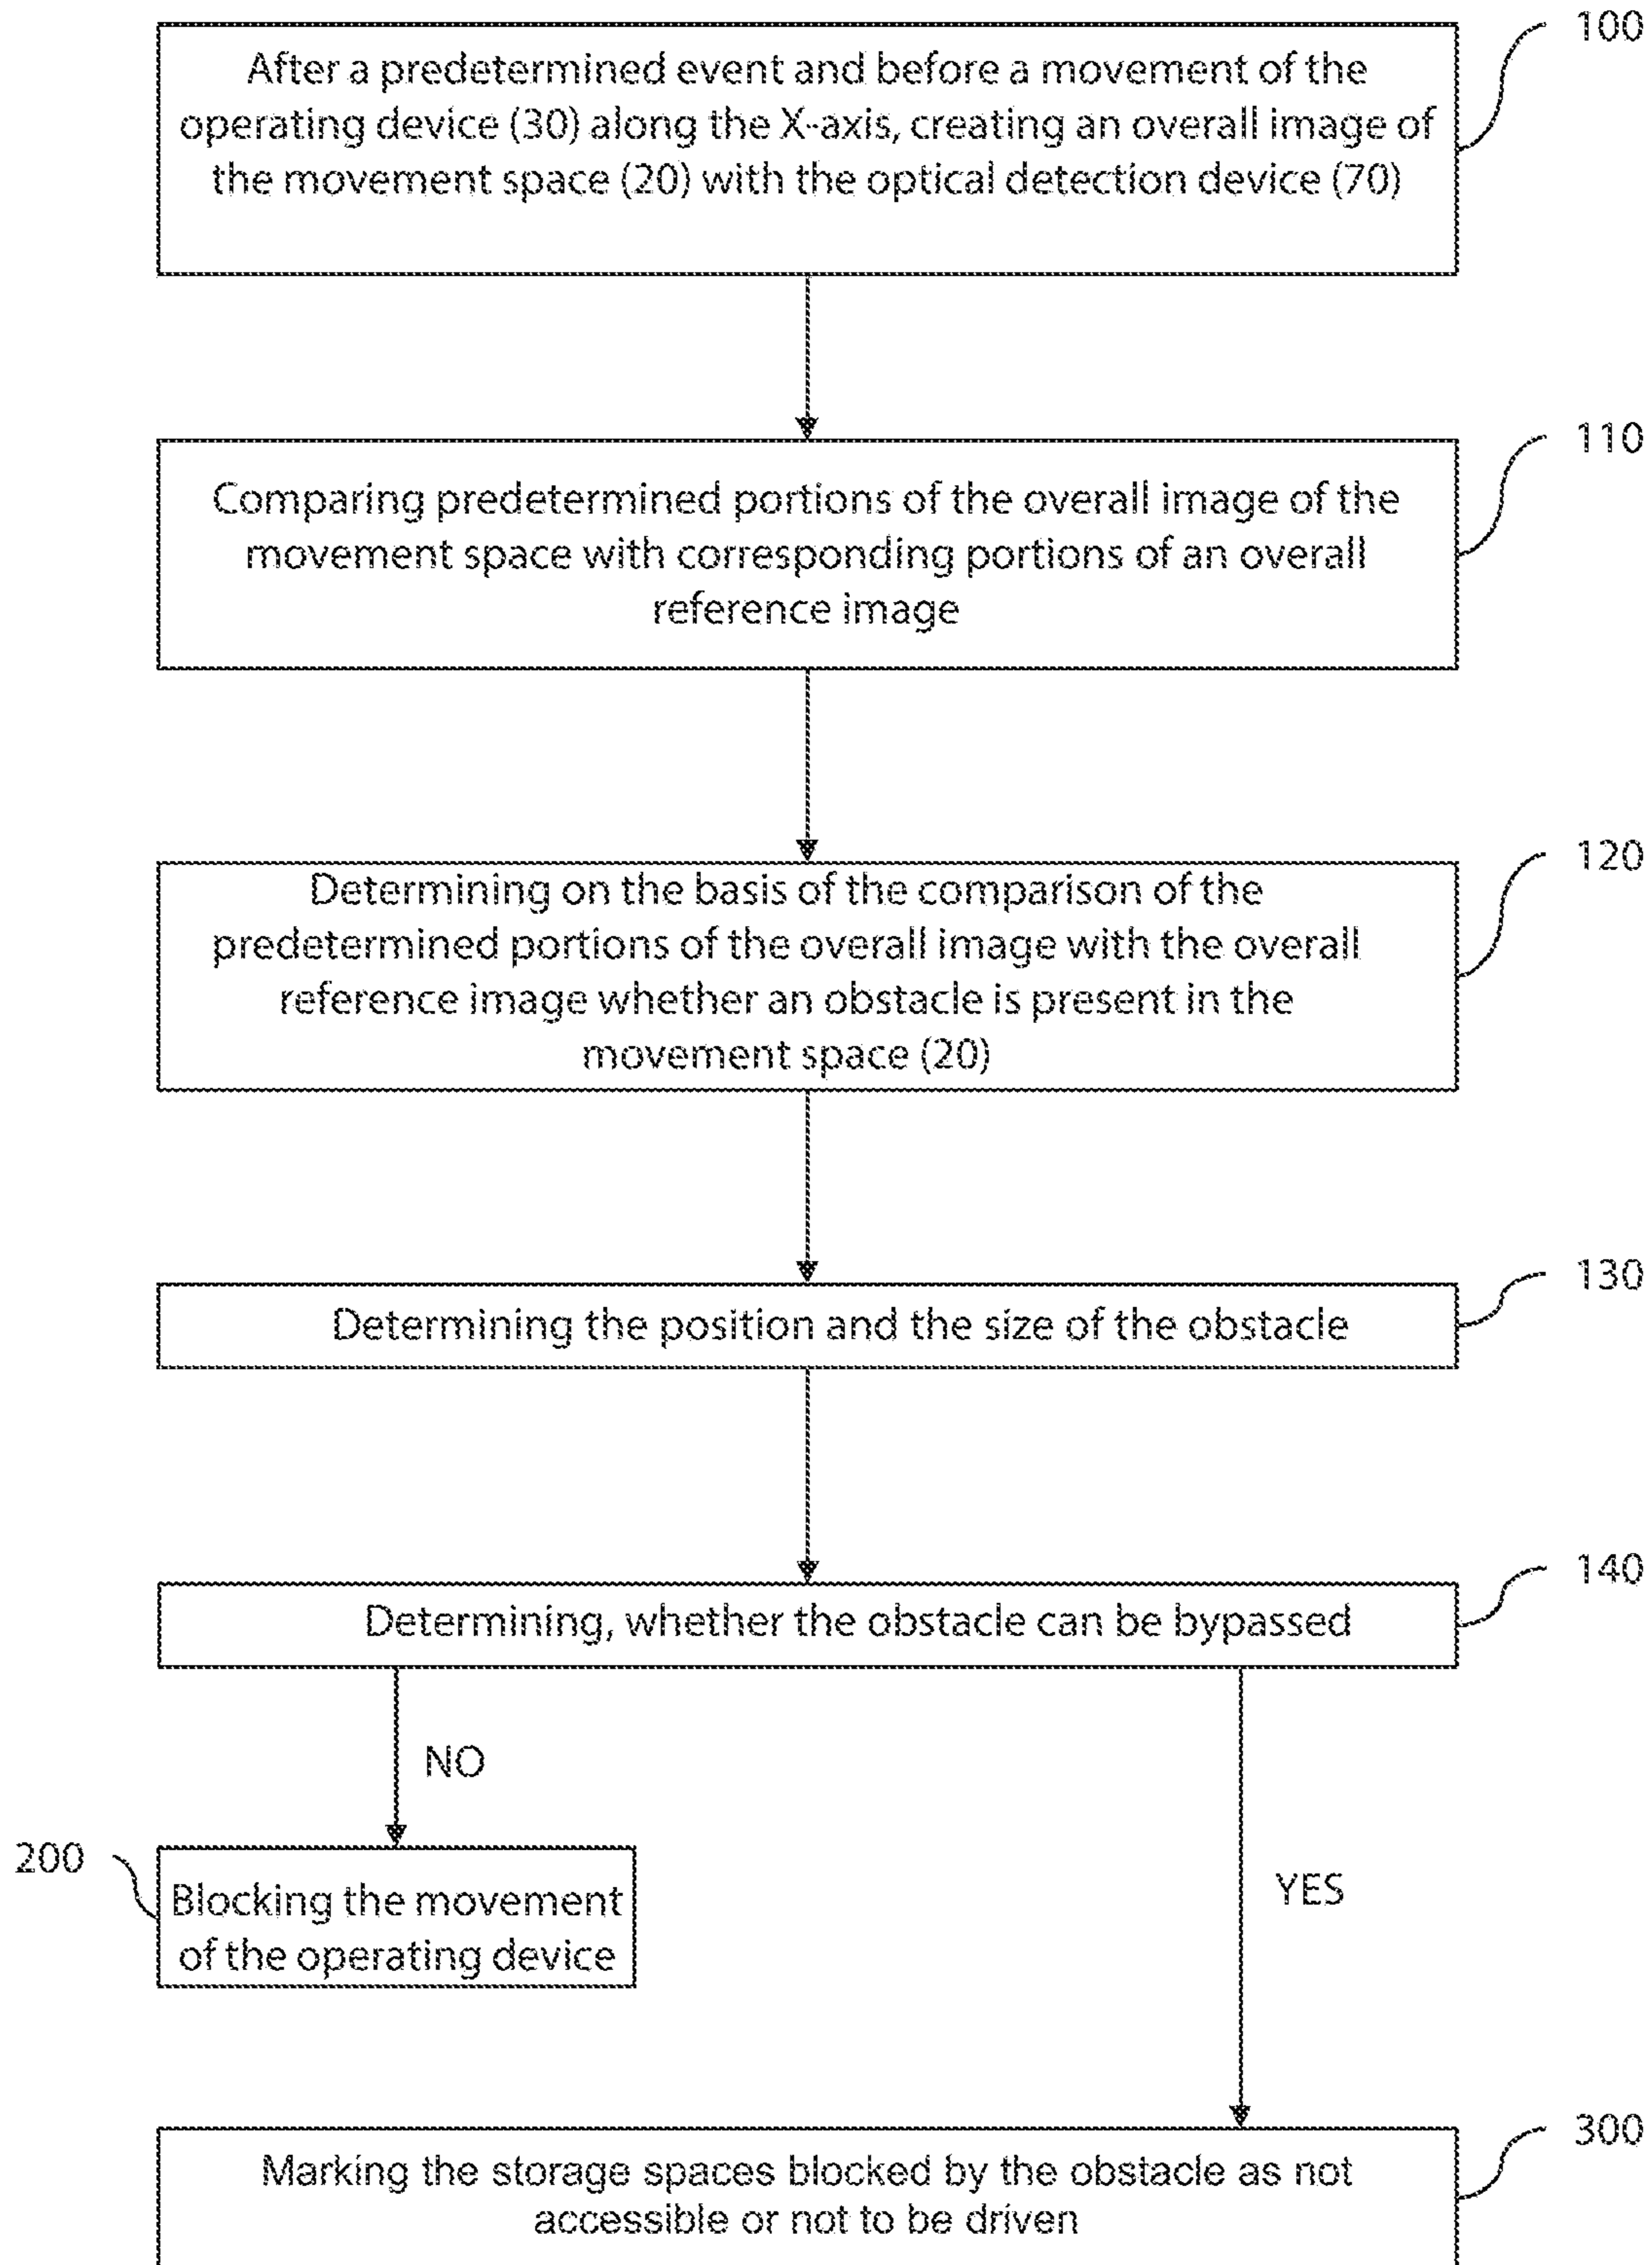 100
After a predetermined event and before a movement of the
operating device (30) along the X-axis, creating an overall image of
the movement space (20) with the optical detection device (70)
110
Comparing predetermined portions of the overall image of the
movement space with corresponding portions of an overall
reference image
120
Determining on the basis of the comparison of the
predetermined portions of the overall image with the overall
reference image whether an obstacle is present in the
movement space (20)
130
Determining the position and the size of the obstacle
140
Determining, whether the obstacle can be bypassed
NO
YES
200
Blocking the movement
of the operating device
300
Marking the storage spaces blocked by the obstacle as not
accessible or not to be driven